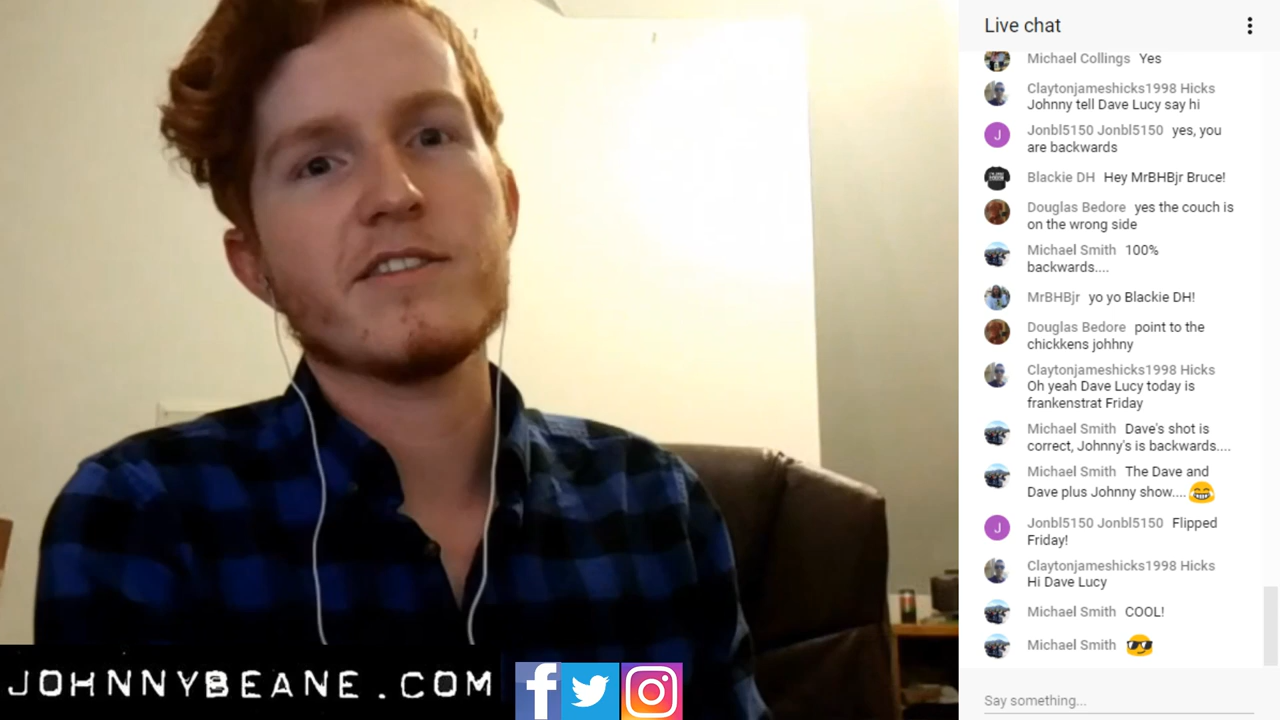 Live chat
Michael Collings Yes
Claytonjameshicks1998 Hicks
Johnny tell Dave Lucy say hi
J Jonbl5150 Jonbl5150 yes, you
are backwards
Blackie DH Hey MrBHBjr Bruce!
Douglas Bedore yes the couch is
on the wrong side
Michael Smith 100%
backwards....
MrBHBjr yo yo Blackie DH!
Douglas Bedore point to the
chickkens johhny
Claytonjameshicks1998 Hicks
Oh yeah Dave Lucy today is
frankenstrat Friday
Michael Smith Dave's shot is
correct, Johnny's is backwards....
Michael Smith The Dave and
Dave plus Johnny show.... 😂
J Jonbl5150 Jonbl5150 Flipped
Friday!
Claytonjameshicks1998 Hicks
Hi Dave Lucy
Michael Smith COOL!
Michael Smith 😎
Say something...
JOHNNYBEANE.COM